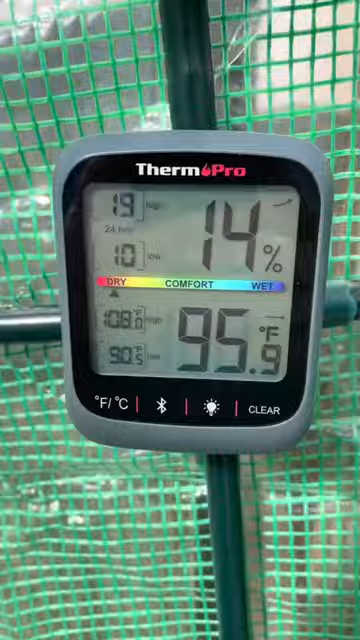 ThermoPro
19 high 14
24 hrs
10 low %
DRY COMFORT WET
108.0 high 95.9 °F
90.5 low
°F/°C CLEAR